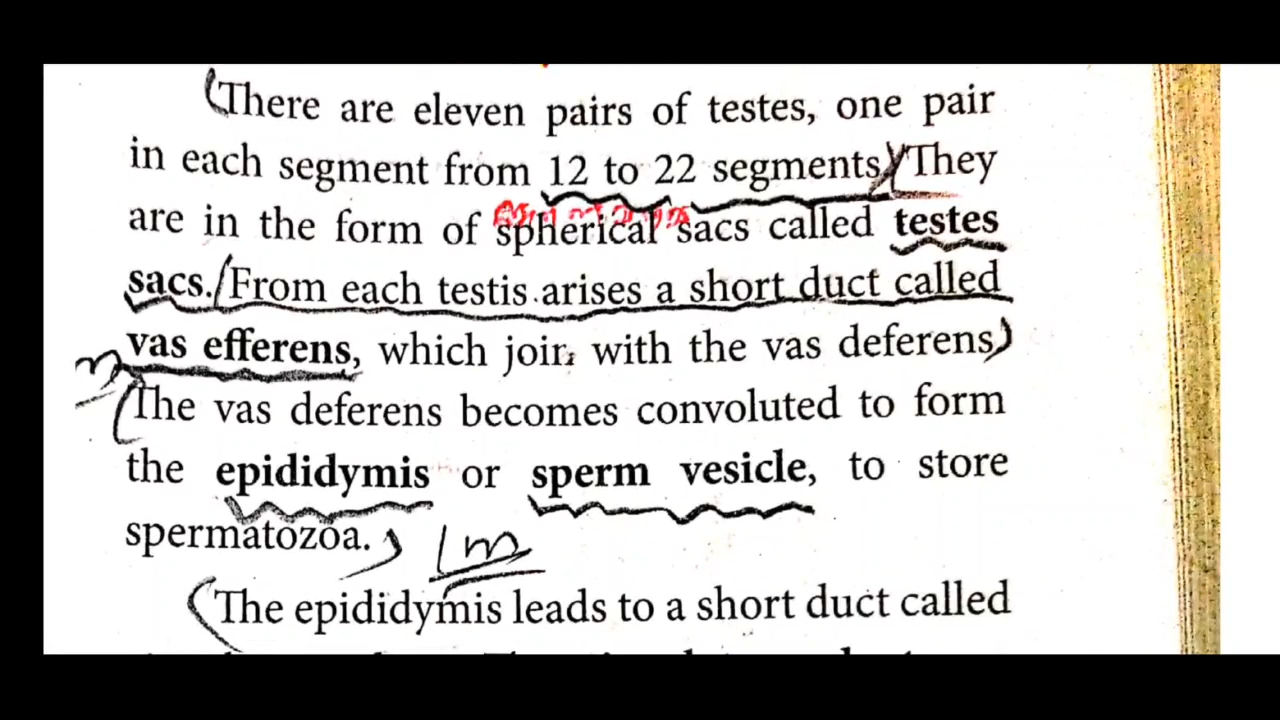 There are eleven pairs of testes, one pair
in each segment from 12 to 22 segments. They
are in the form of spherical sacs called testes
sacs. From each testis arises a short duct called
vas efferens, which join with the vas deferens
The vas deferens becomes convoluted to form
the epididymis or sperm vesicle, to store
spermatozoa.
1m
The epididymis leads to a short duct called